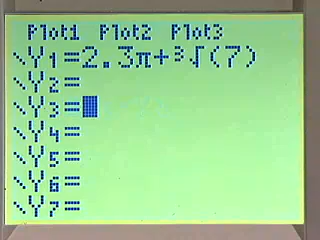 Plot1 Plot2 Plot3
\Y₁=2.3π+³√(7)
\Y₂=
\Y₃=
\Y₄=
\Y₅=
\Y₆=
\Y₇=